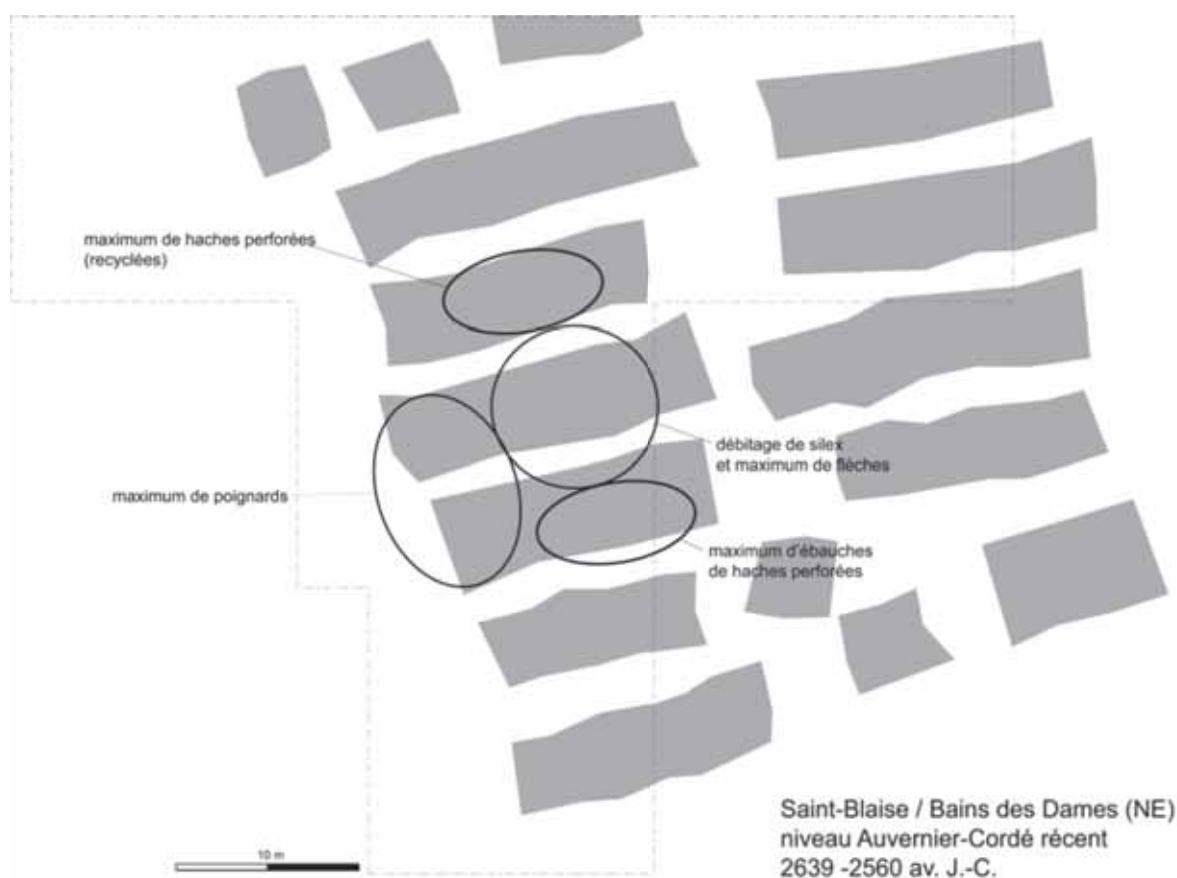 maximum de haches perforées
(recyclées)
débitage de silex
et maximum de flèches
maximum de poignards
maximum d'ébauches
de haches perforées
10 m
Saint-Blaise / Bains des Dames (NE)
niveau Auvernier-Cordé récent
2639 -2560 av. J.-C.